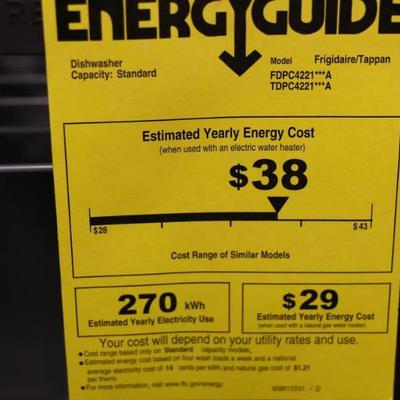 ENERGYGUIDE
Dishwasher
Capacity: Standard
Model Frigidaire/Tappan
FDPC4221***A
TDPC4221***A
Estimated Yearly Energy Cost
(when used with an electric water heater)
$38
$28
$43
Cost Range of Similar Models
270 kWh
Estimated Yearly Electricity Use
$29
Estimated Yearly Energy Cost
(when used with a natural gas water heater)
Your cost will depend on your utility rates and use.
● Cost range based only on Standard capacity models.
● Estimated energy cost based on four wash loads a week and a national
average electricity cost of 14 cents per kWh and natural gas cost of $1.21
per therm.
● For more information, visit www.ftc.gov/energy.